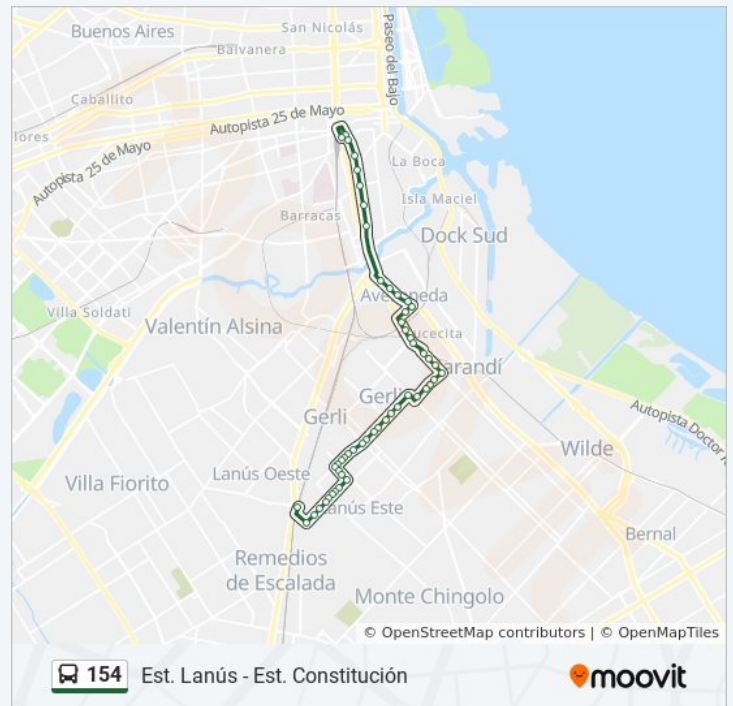 San Nicolás
Buenos Aires
Balvanera
Paseo del Bajo
Caballito
Autopista 25 de Mayo
lores
Autopista 25 de Mayo
La Boca
Isla Maciel
Barracas
Dock Sud
Avellaneda
Villa Soldati
Valentín Alsina
ucecita
arandí
Gerli
Autopista Doctor R
Gerli
Wilde
Lanús Oeste
Villa Fiorito
Lanús Este
Bernal
Remedios
de Escalada
Monte Chingolo
© OpenStreetMap contributors | © OpenMapTiles
154 Est. Lanús - Est. Constitución
moovit